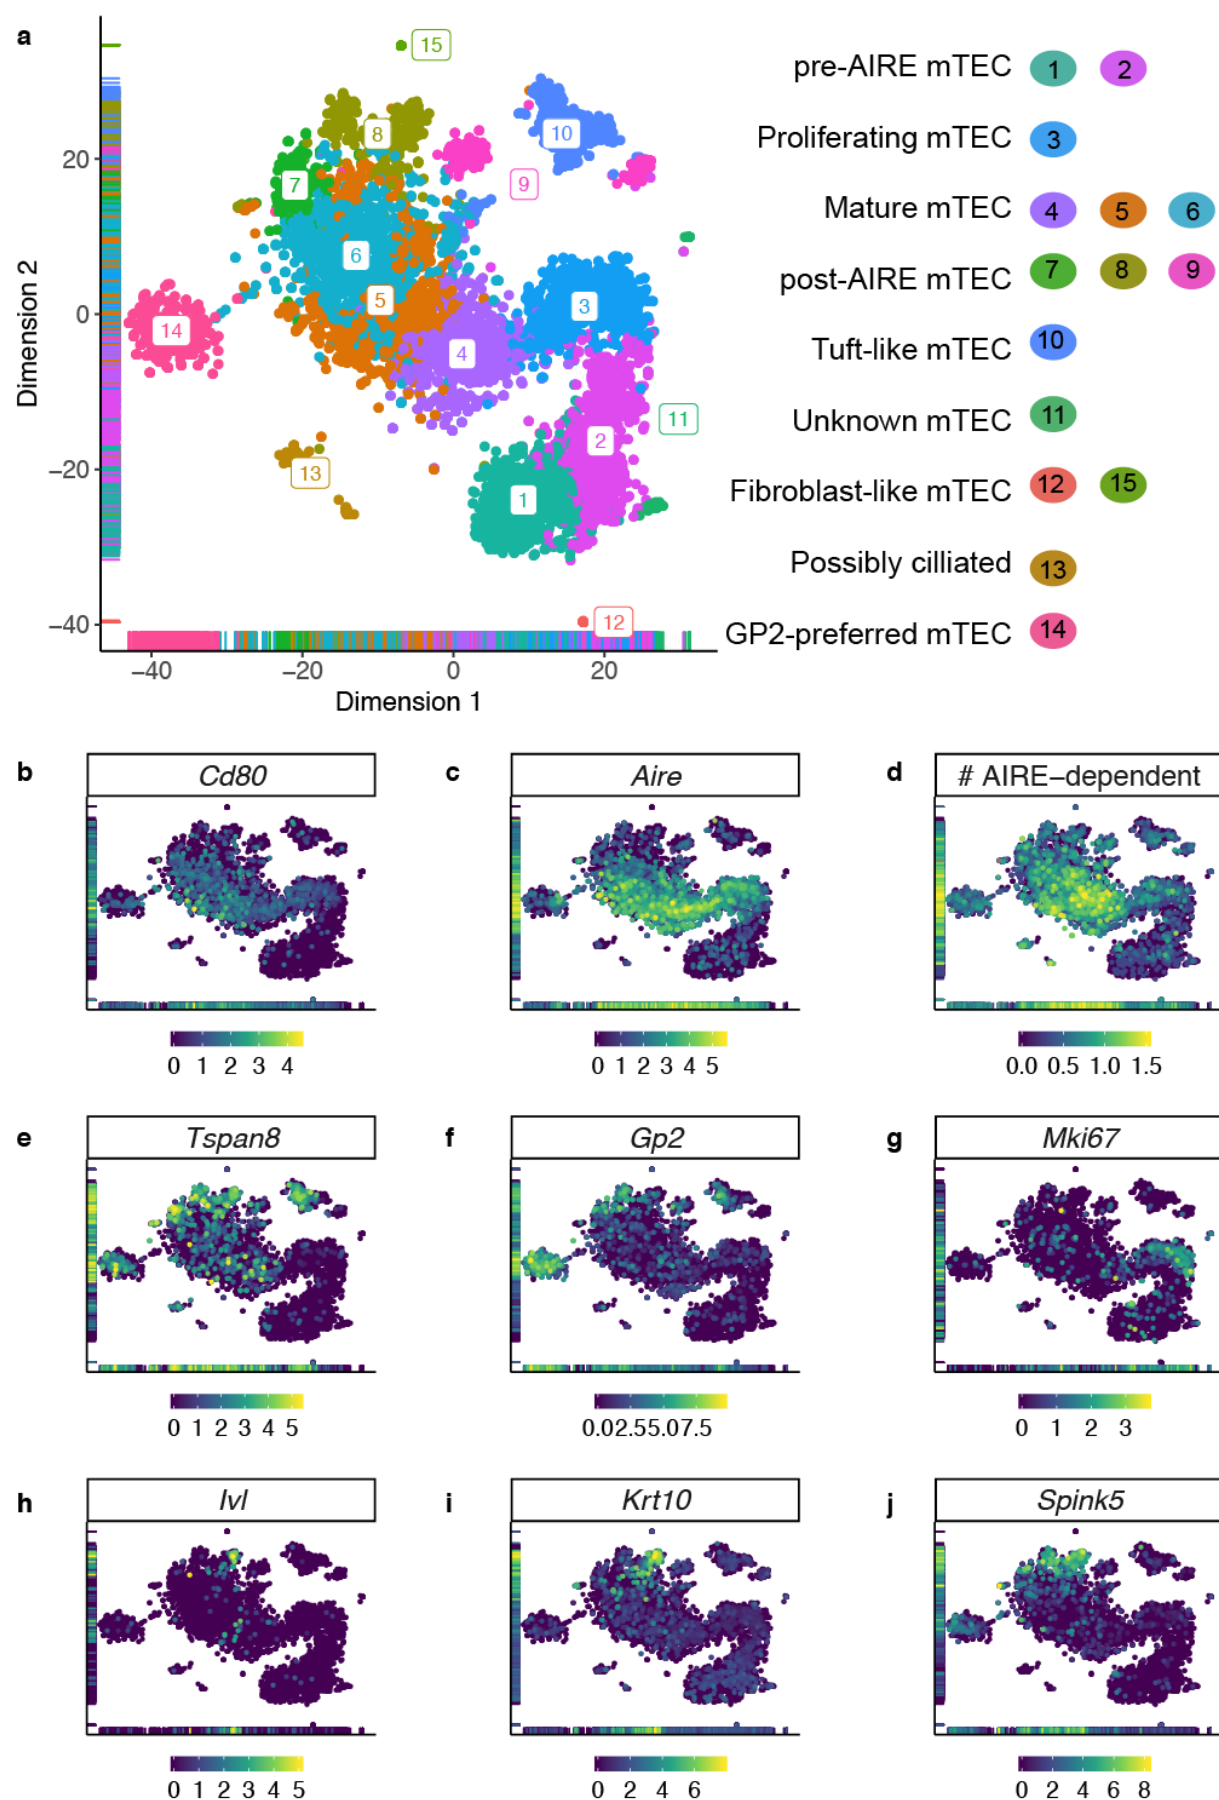 a
15
pre-AIRE mTEC 1 2
Proliferating mTEC 3
Mature mTEC 4 5 6
post-AIRE mTEC 7 8 9
Tuft-like mTEC 10
Unknown mTEC 11
Fibroblast-like mTEC 12 15
Possibly cilliated 13
GP2-preferred mTEC 14
Dimension 2
20
0
−20
−40
8
10
7
9
6
5
3
14
4
11
2
13
1
12
−40 −20 0 20
Dimension 1
b Cd80
0 1 2 3 4
c Aire
0 1 2 3 4 5
d # AIRE−dependent
0.0 0.5 1.0 1.5
e Tspan8
0 1 2 3 4 5
f Gp2
0.02.55.07.5
g Mki67
0 1 2 3
h Ivl
0 1 2 3 4 5
i Krt10
0 2 4 6
j Spink5
0 2 4 6 8